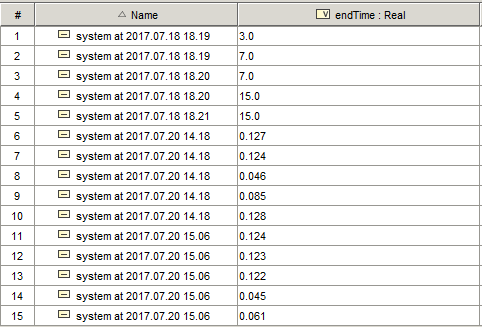 # Name V endTime : Real
1 system at 2017.07.18 18.19 3.0
2 system at 2017.07.18 18.19 7.0
3 system at 2017.07.18 18.20 7.0
4 system at 2017.07.18 18.20 15.0
5 system at 2017.07.18 18.21 15.0
6 system at 2017.07.20 14.18 0.127
7 system at 2017.07.20 14.18 0.124
8 system at 2017.07.20 14.18 0.046
9 system at 2017.07.20 14.18 0.085
10 system at 2017.07.20 14.18 0.128
11 system at 2017.07.20 15.06 0.124
12 system at 2017.07.20 15.06 0.123
13 system at 2017.07.20 15.06 0.122
14 system at 2017.07.20 15.06 0.045
15 system at 2017.07.20 15.06 0.061